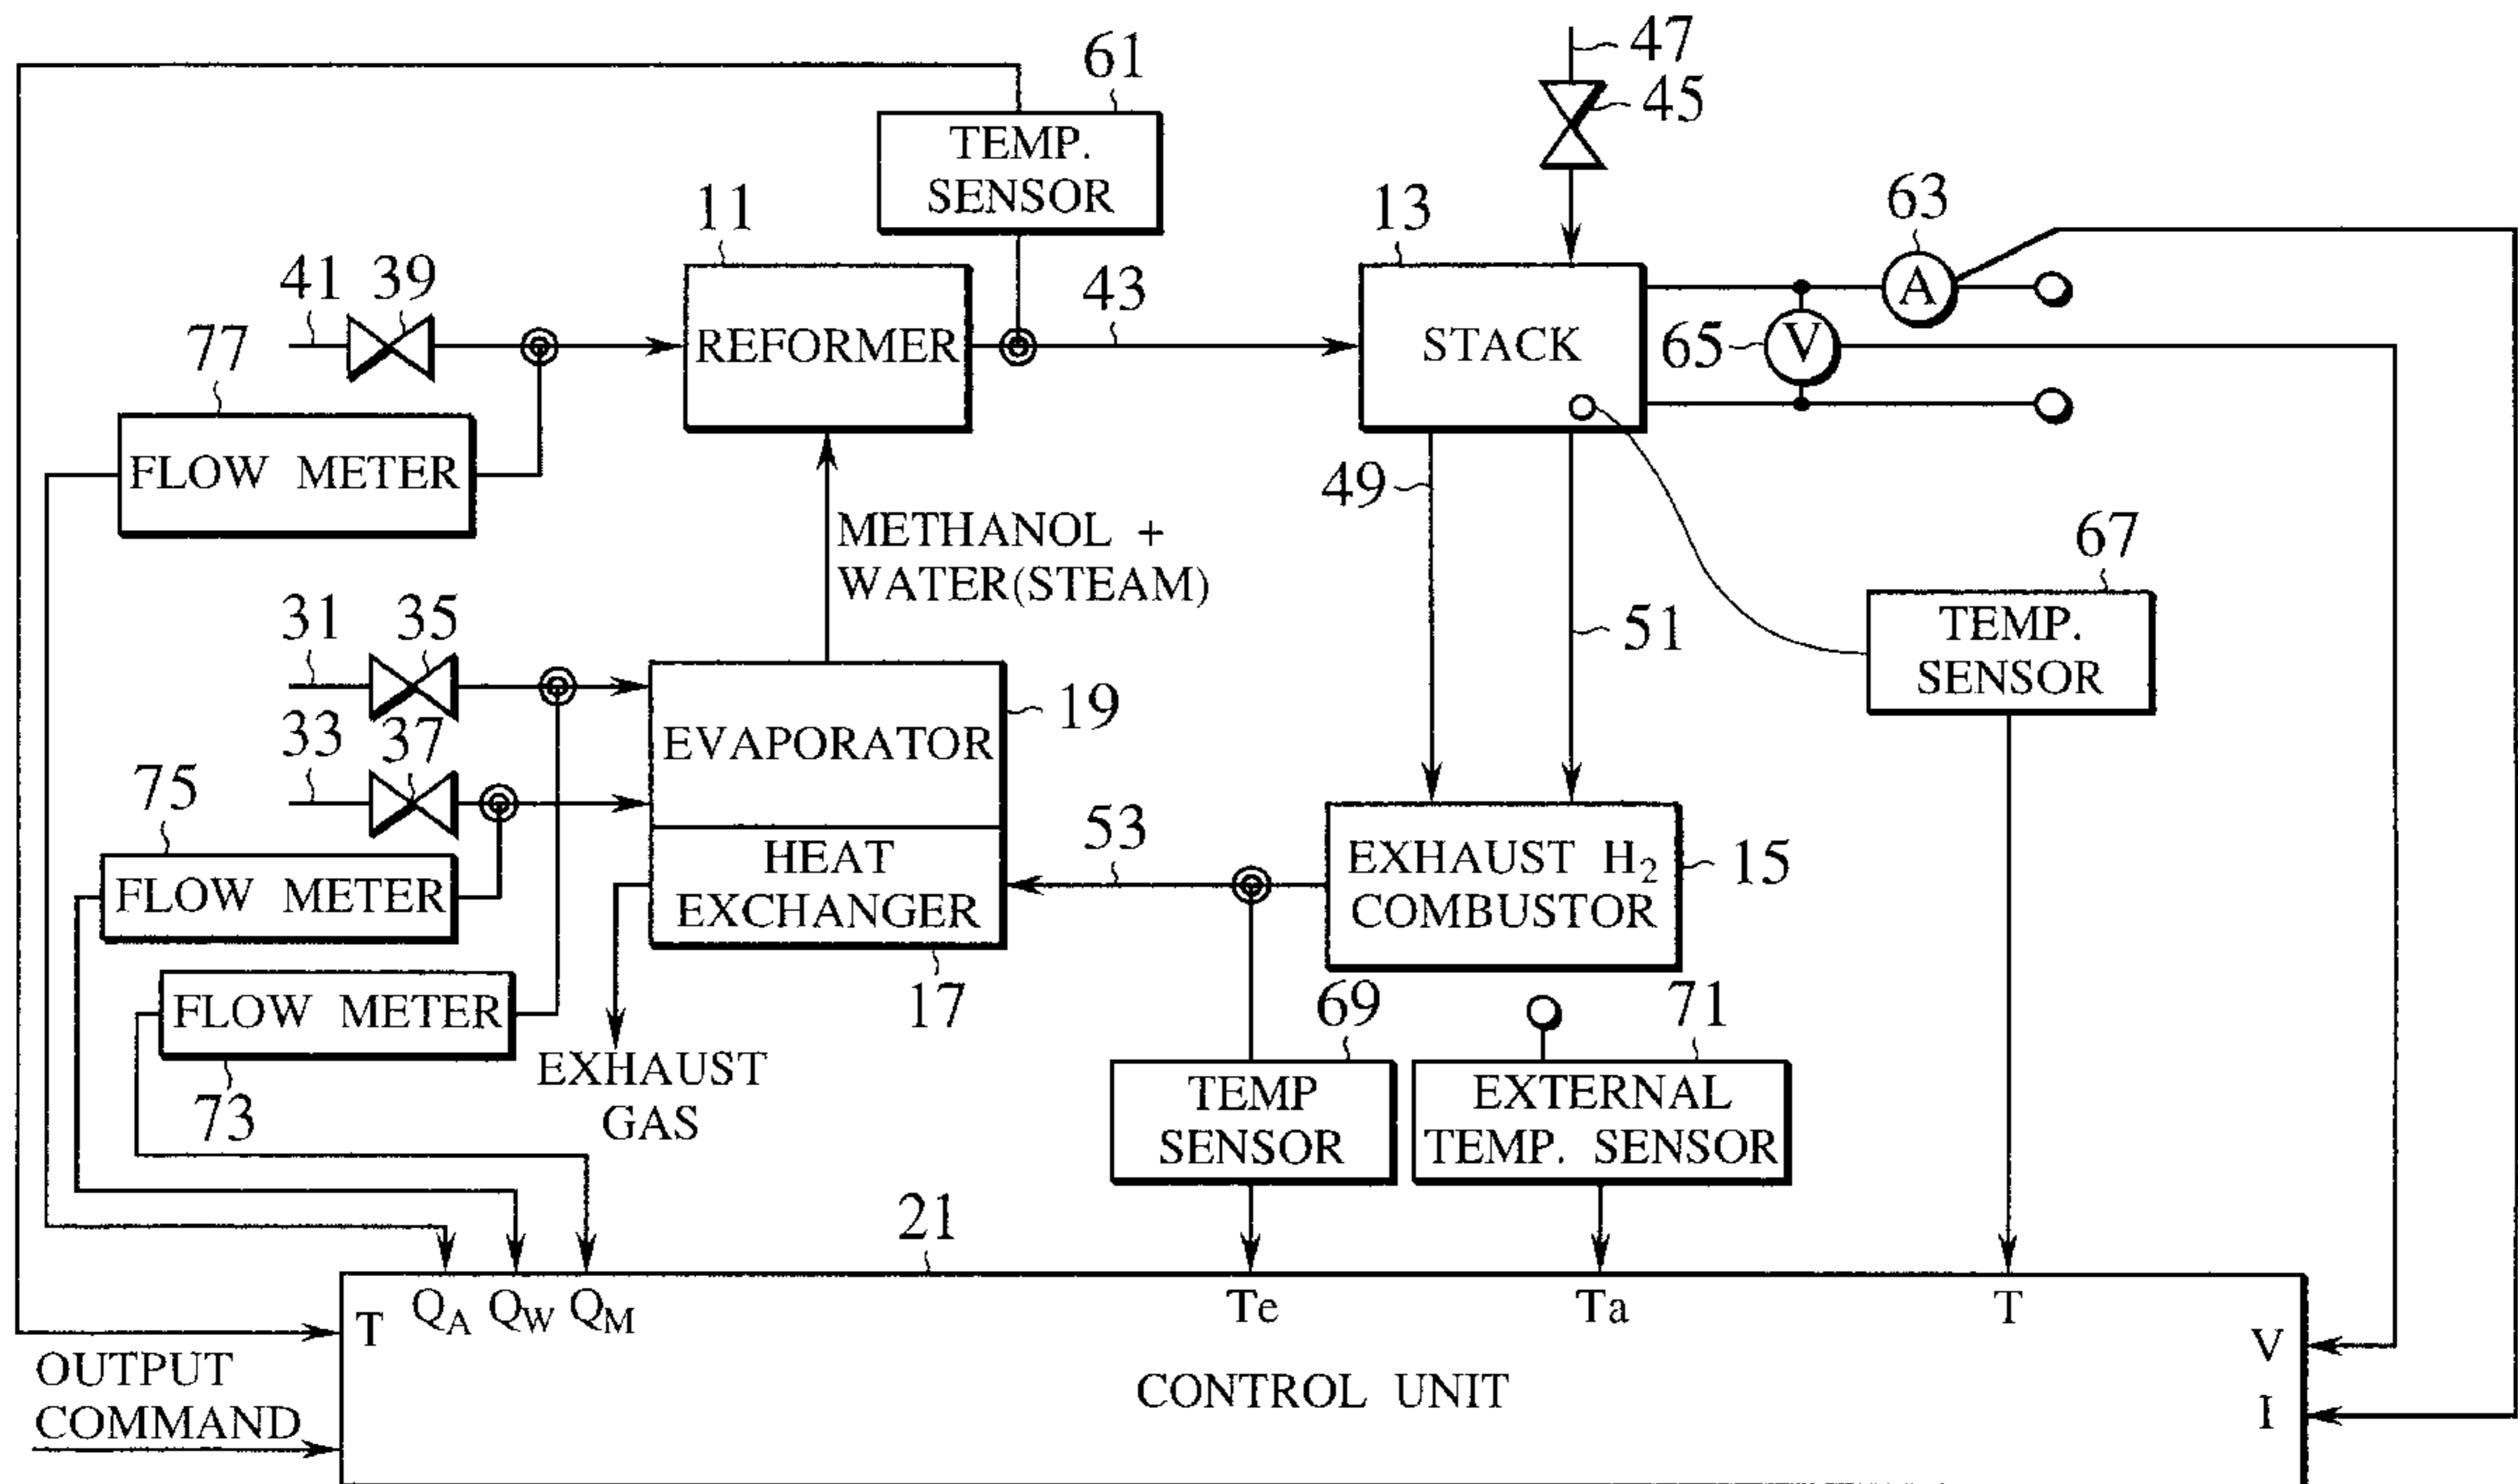 47
61
45
TEMP.
SENSOR
11
13
63
41
39
43
A
77
REFORMER
STACK
65
V
FLOW METER
49
METHANOL +
WATER(STEAM)
67
31
35
51
TEMP.
SENSOR
33
37
19
EVAPORATOR
75
53
FLOW METER
HEAT
EXCHANGER
EXHAUST H₂
COMBUSTOR
15
17
69
71
FLOW METER
73
EXHAUST
GAS
TEMP
SENSOR
EXTERNAL
TEMP. SENSOR
21
T
QA
QW
QM
Te
Ta
T
V
OUTPUT
COMMAND
CONTROL UNIT
I